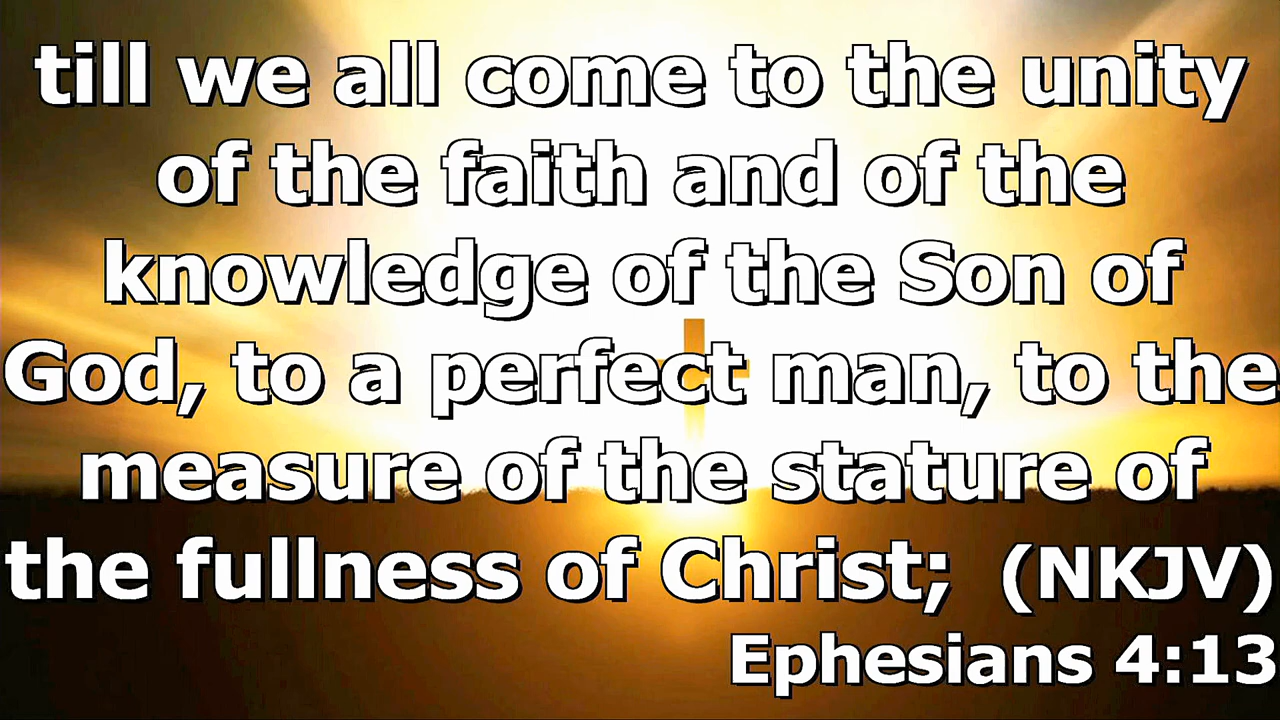 till we all come to the unity
of the faith and of the
knowledge of the Son of
God, to a perfect man, to the
measure of the stature of
the fullness of Christ; (NKJV)
Ephesians 4:13